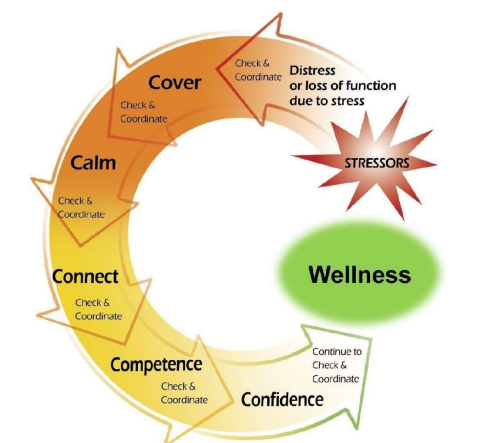 Distress
or loss of function
due to stress
STRESSORS
Check &
Coordinate
Cover
Check &
Coordinate
Calm
Check &
Coordinate
Connect
Check &
Coordinate
Competence
Check &
Coordinate
Confidence
Continue to
Check &
Coordinate
Wellness